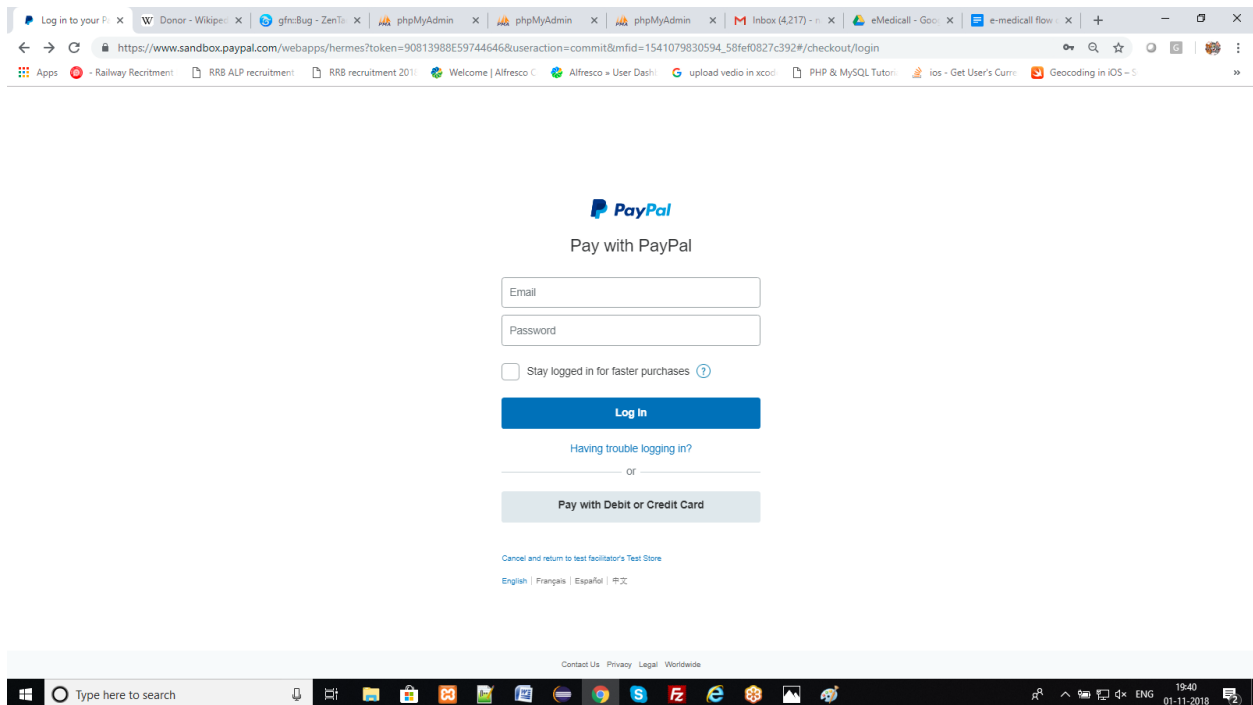 Log in to your P
Donor - Wikiped
Bug - ZenTa
phpMyAdmin
phpMyAdmin
phpMyAdmin
Inbox (4,217) - n
eMedicall - Goo
e-medicall flow
https://www.sandbox.paypal.com/webapps/hermes?token=90813988E59744646&useraction=commit&mfid=1541079830594_58fef0827c392#/checkout/login
Apps
- Railway Recritment
RRB ALP recruitment
RRB recruitment 201
Welcome | Alfresco C
Alfresco » User Dash
upload vedio in xcod
PHP & MySQL Tutori
ios - Get User's Curre
Geocoding in iOS – S
»
PayPal
Pay with PayPal
Email
Password
Stay logged in for faster purchases ?
Log In
Having trouble logging in?
or
Pay with Debit or Credit Card
Cancel and return to test facilitator's Test Store
English | Français | Español | 中文
Contact Us Privacy Legal Worldwide
Type here to search
ENG
19:40
01-11-2018
2